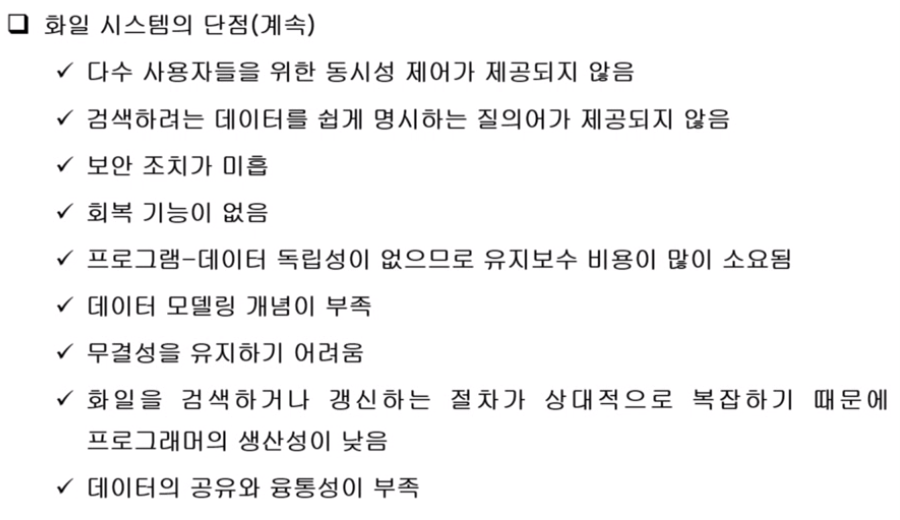 ❑ 화일 시스템의 단점(계속)
✓ 다수 사용자들을 위한 동시성 제어가 제공되지 않음
✓ 검색하려는 데이터를 쉽게 명시하는 질의어가 제공되지 않음
✓ 보안 조치가 미흡
✓ 회복 기능이 없음
✓ 프로그램-데이터 독립성이 없으므로 유지보수 비용이 많이 소요됨
✓ 데이터 모델링 개념이 부족
✓ 무결성을 유지하기 어려움
✓ 화일을 검색하거나 갱신하는 절차가 상대적으로 복잡하기 때문에
프로그래머의 생산성이 낮음
✓ 데이터의 공유와 융통성이 부족